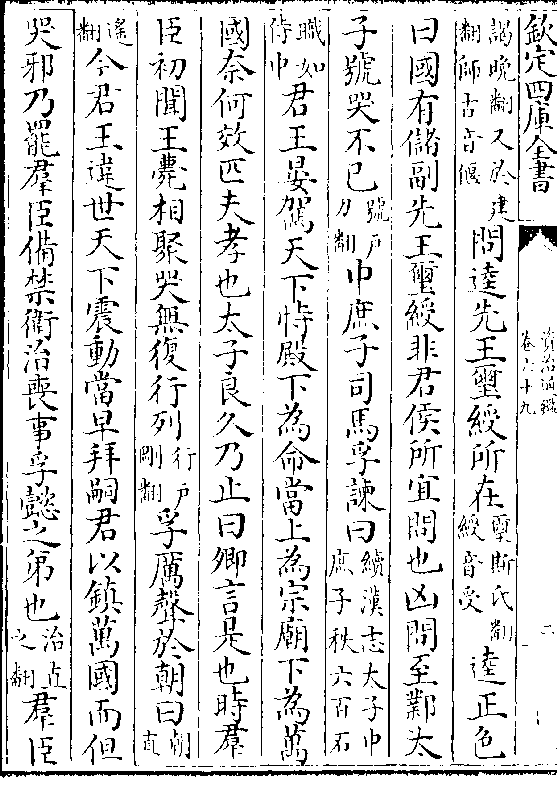 欽定四庫全書
資治通鑑
卷六十九
二
謁晚翻又於建翻師古音偃問逵先王璽綬所在璽斯氏翻綬音受逵正色
曰國有儲副先王璽綬非君侯所宜問也凶問至鄴太
子號哭不已號戶刀翻中庶子司馬孚諫曰續漢志太子中庶子秩六百石
職如侍中君王晏駕天下恃殿下為命當上為宗廟下為萬
國奈何效匹夫孝也太子良久乃止曰卿言是也時羣
臣初聞王薨相聚哭無復行列行戶剛翻孚厲聲於朝曰朝直
遙翻今君王違世天下震動當早拜嗣君以鎮萬國而但
哭邪乃罷羣臣備禁衛治喪事孚懿之弟也治直之翻羣臣